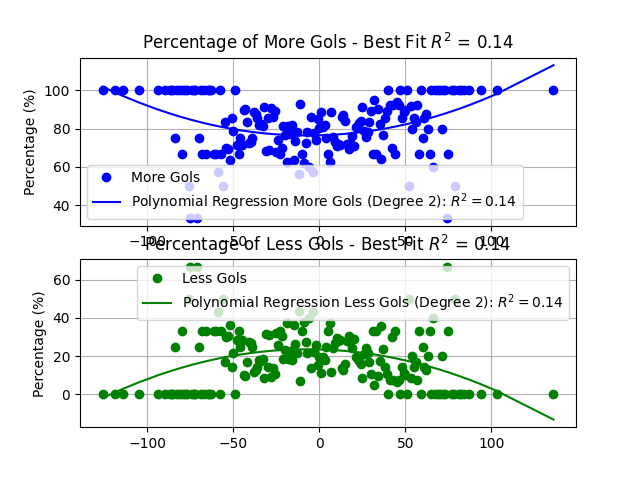 Percentage of More Gols - Best Fit R² = 0.14
Percentage (%)
100
80
60
40
More Gols
Polynomial Regression More Gols (Degree 2): R² = 0.14
−100 −50 0 50 100
Percentage of Less Gols - Best Fit R² = 0.14
Percentage (%)
60
40
20
0
Less Gols
Polynomial Regression Less Gols (Degree 2): R² = 0.14
−100 −50 0 50 100